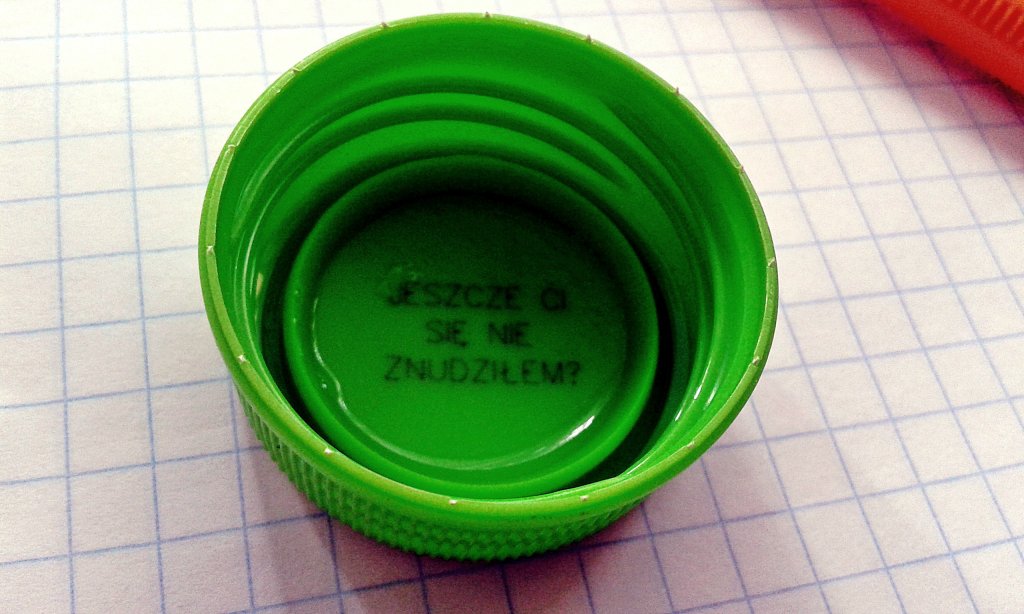 JESZCZE CI
SIĘ NIE
ZNUDZIŁEM?